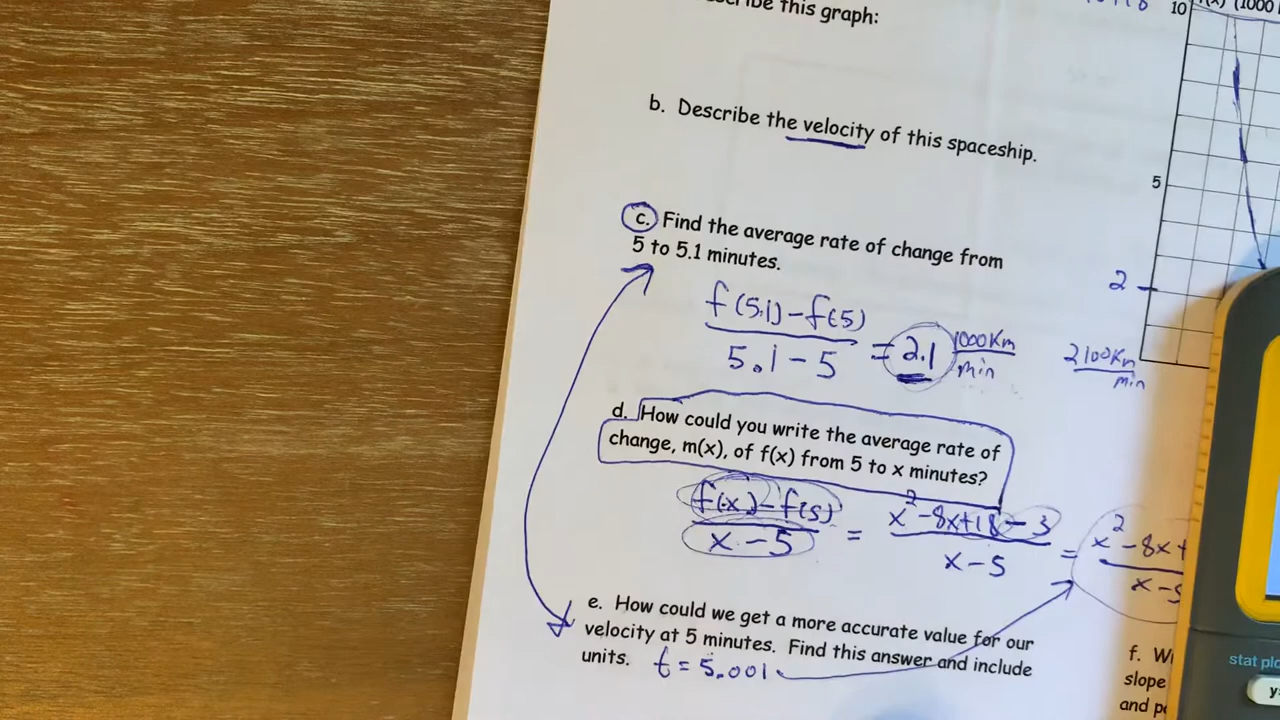 this graph:
10
(1000
b. Describe the velocity of this spaceship.
5
c. Find the average rate of change from
5 to 5.1 minutes.
2
f(5.1)-f(5)
5.1-5
= 2.1
1000Km
min
2100Km
min
d. How could you write the average rate of
change, m(x), of f(x) from 5 to x minutes?
f(x)-f(5)
x-5
=
x²-8x+18-3
x-5
=
x²-8x+
x-5
e. How could we get a more accurate value for our
velocity at 5 minutes. Find this answer and include
units. t=5.001
f.
slope
and
stat plo